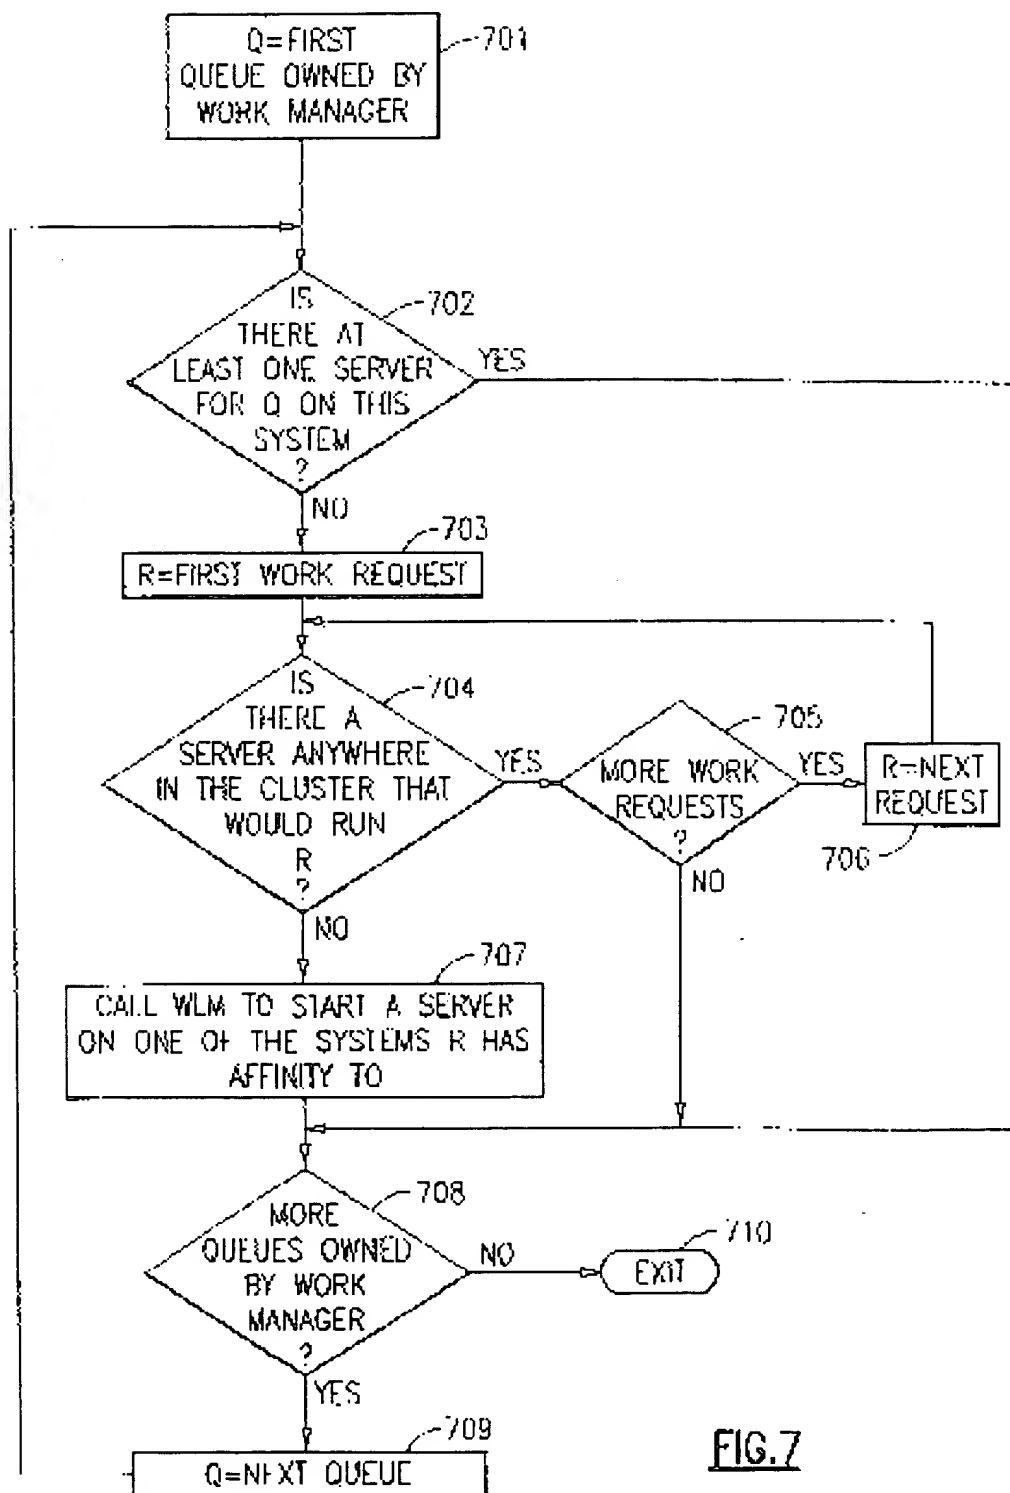 Q=FIRST
QUEUE OWNED BY
WORK MANAGER
701
IS
THERE AT
LEAST ONE SERVER
FOR Q ON THIS
SYSTEM
?
702
YES
NO
703
R=FIRST WORK REQUEST
IS
THERE A
SERVER ANYWHERE
IN THE CLUSTER THAT
WOULD RUN
R
?
704
YES
705
MORE WORK
REQUESTS
?
YES
R=NEXT
REQUEST
706
NO
NO
707
CALL WLM TO START A SERVER
ON ONE OF THE SYSTEMS R HAS
AFFINITY TO
708
MORE
QUEUES OWNED
BY WORK
MANAGER
?
NO
710
EXIT
YES
709
Q=NEXT QUEUE
FIG.7